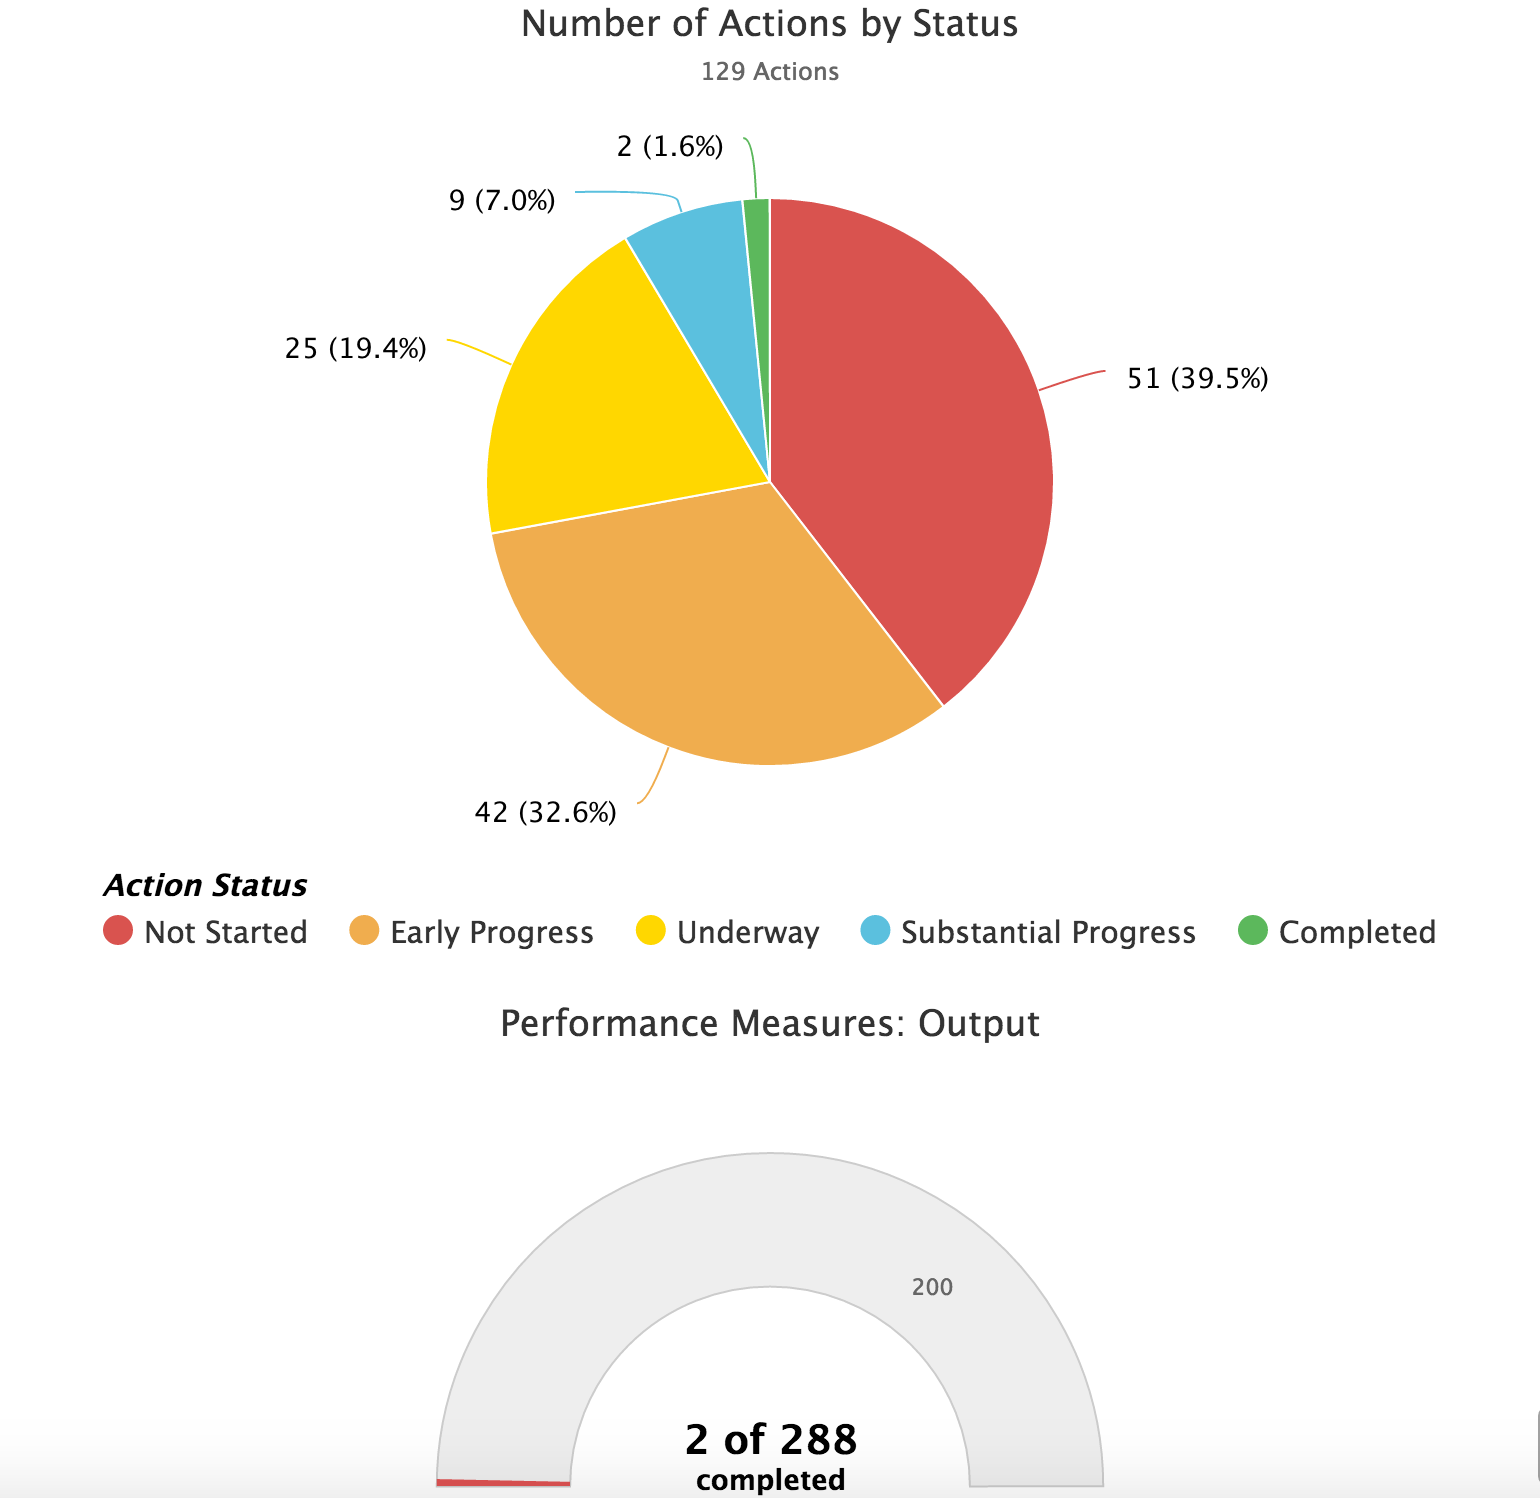 Number of Actions by Status
129 Actions
2 (1.6%)
9 (7.0%)
25 (19.4%)
51 (39.5%)
42 (32.6%)
Action Status
Not Started Early Progress Underway Substantial Progress Completed
Performance Measures: Output
200
2 of 288
completed